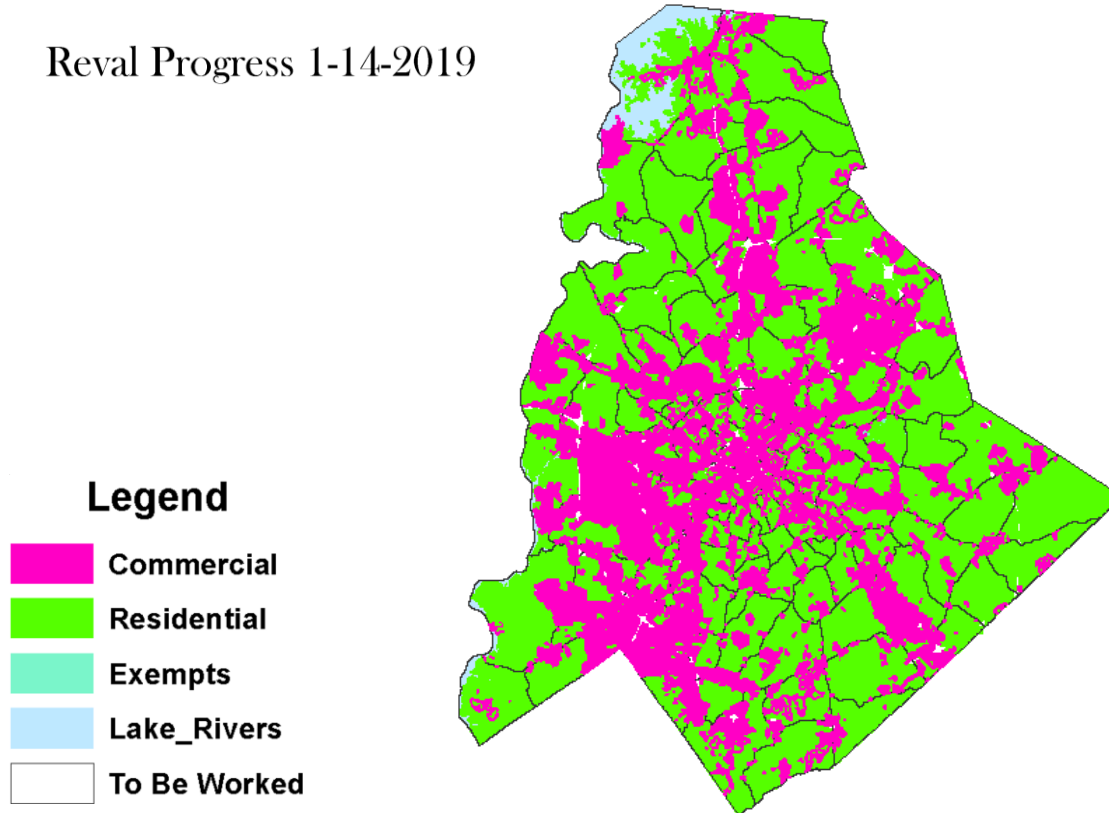 Reval Progress 1-14-2019
Legend
Commercial
Residential
Exempts
Lake_Rivers
To Be Worked